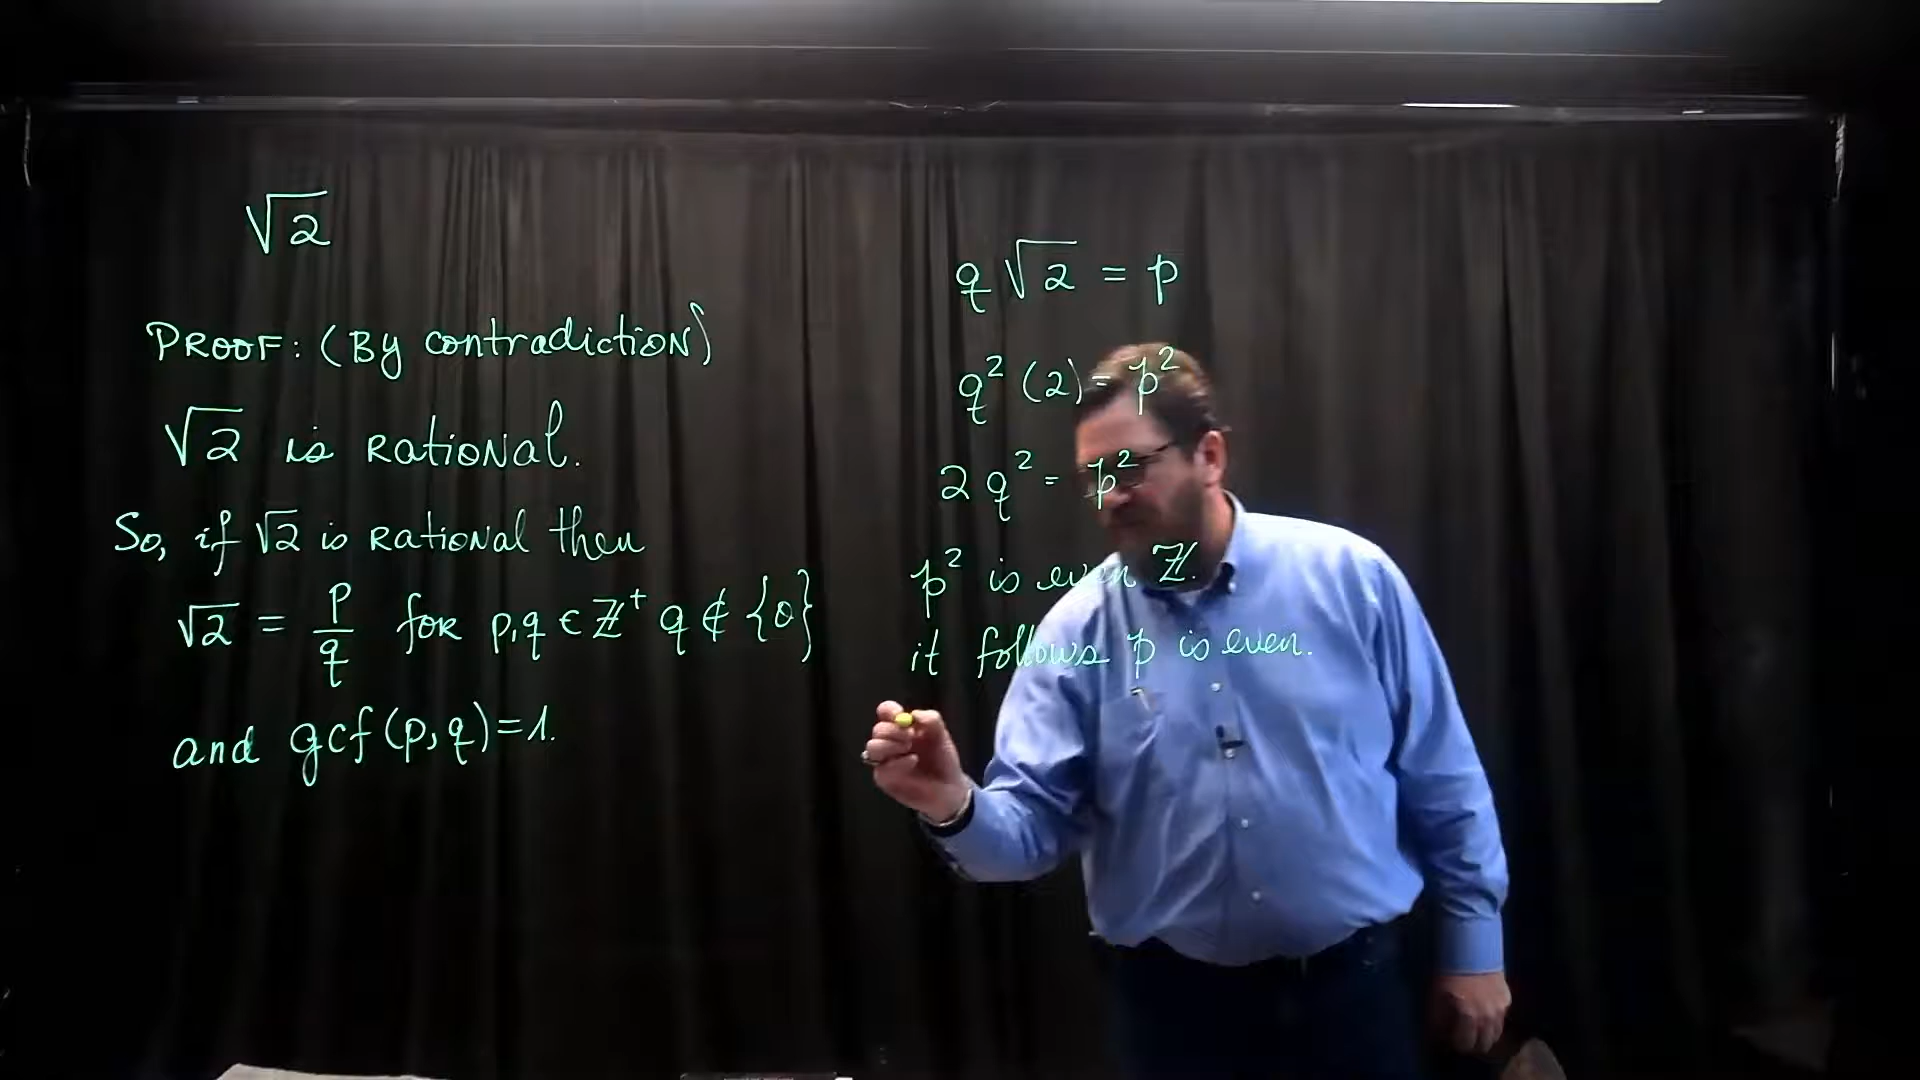 √2
PROOF: (By contradiction)
√2 is rational.
So, if √2 is rational then
√2 = p/q for p,q ∈ ℤ⁺ q ∉ {0}
and gcf(p,q)=1.
q√2 = p
q²(2) = p²
2q² = p²
p² is even ℤ.
it follows p is even.